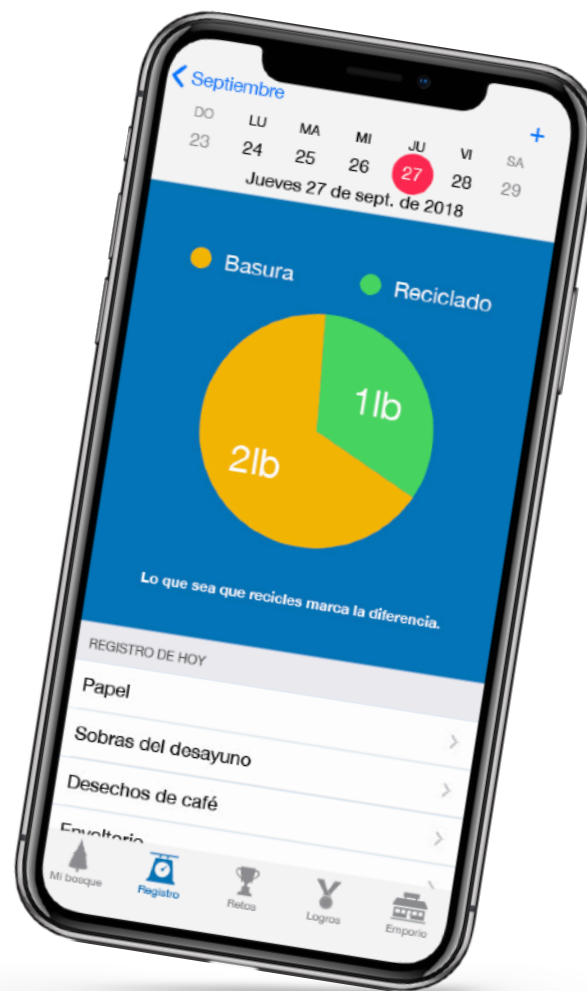 Septiembre +
DO LU MA MI JU VI SA
23 24 25 26 27 28 29
Jueves 27 de sept. de 2018
Basura Reciclado
1lb
2lb
Lo que sea que recicles marca la diferencia.
REGISTRO DE HOY
Papel
Sobras del desayuno
Desechos de café
Envoltorio
Mi bosque Registro Retos Logros Emporio